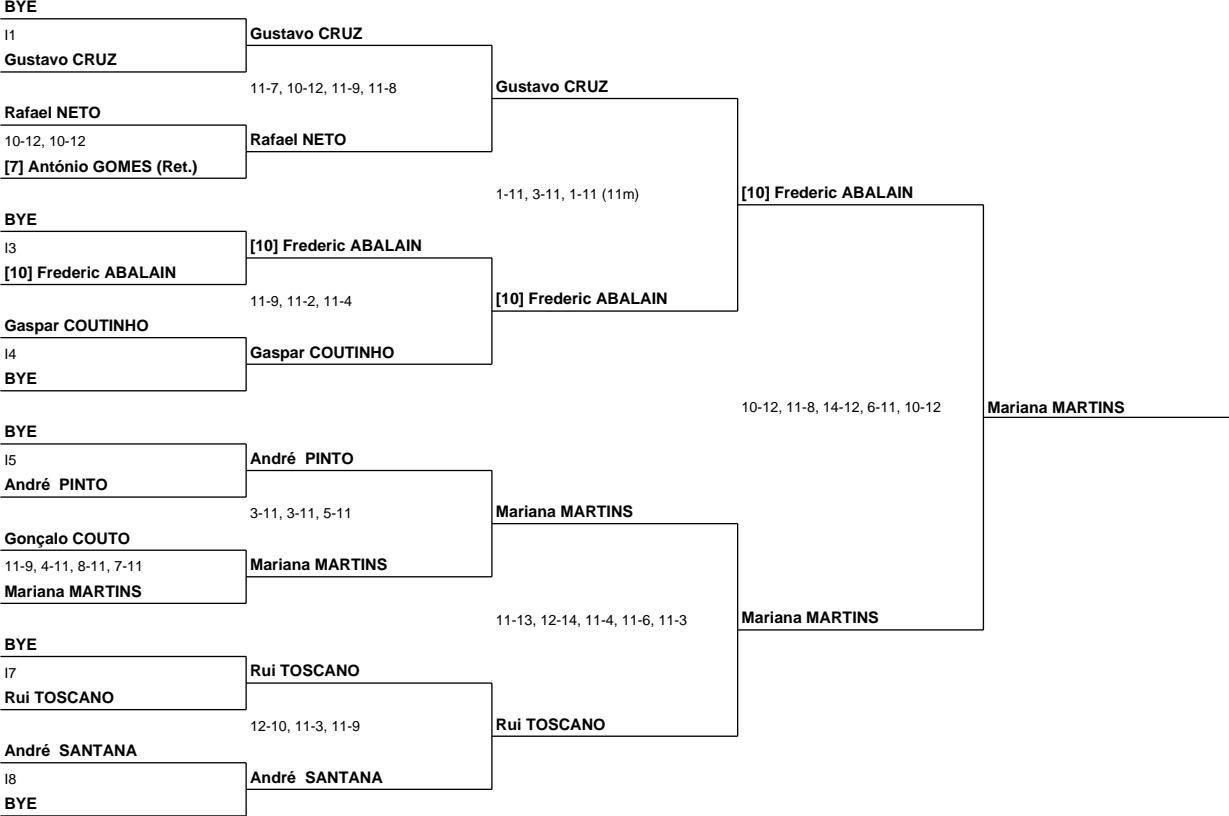 BYE
I1
Gustavo CRUZ
Gustavo CRUZ
11-7, 10-12, 11-9, 11-8
Gustavo CRUZ
Rafael NETO
10-12, 10-12
Rafael NETO
[7] António GOMES (Ret.)
1-11, 3-11, 1-11 (11m)
[10] Frederic ABALAIN
BYE
I3
[10] Frederic ABALAIN
[10] Frederic ABALAIN
11-9, 11-2, 11-4
[10] Frederic ABALAIN
Gaspar COUTINHO
I4
Gaspar COUTINHO
BYE
10-12, 11-8, 14-12, 6-11, 10-12
Mariana MARTINS
BYE
I5
André PINTO
André PINTO
3-11, 3-11, 5-11
Mariana MARTINS
Gonçalo COUTO
11-9, 4-11, 8-11, 7-11
Mariana MARTINS
Mariana MARTINS
11-13, 12-14, 11-4, 11-6, 11-3
Mariana MARTINS
BYE
I7
Rui TOSCANO
Rui TOSCANO
12-10, 11-3, 11-9
Rui TOSCANO
André SANTANA
I8
André SANTANA
BYE